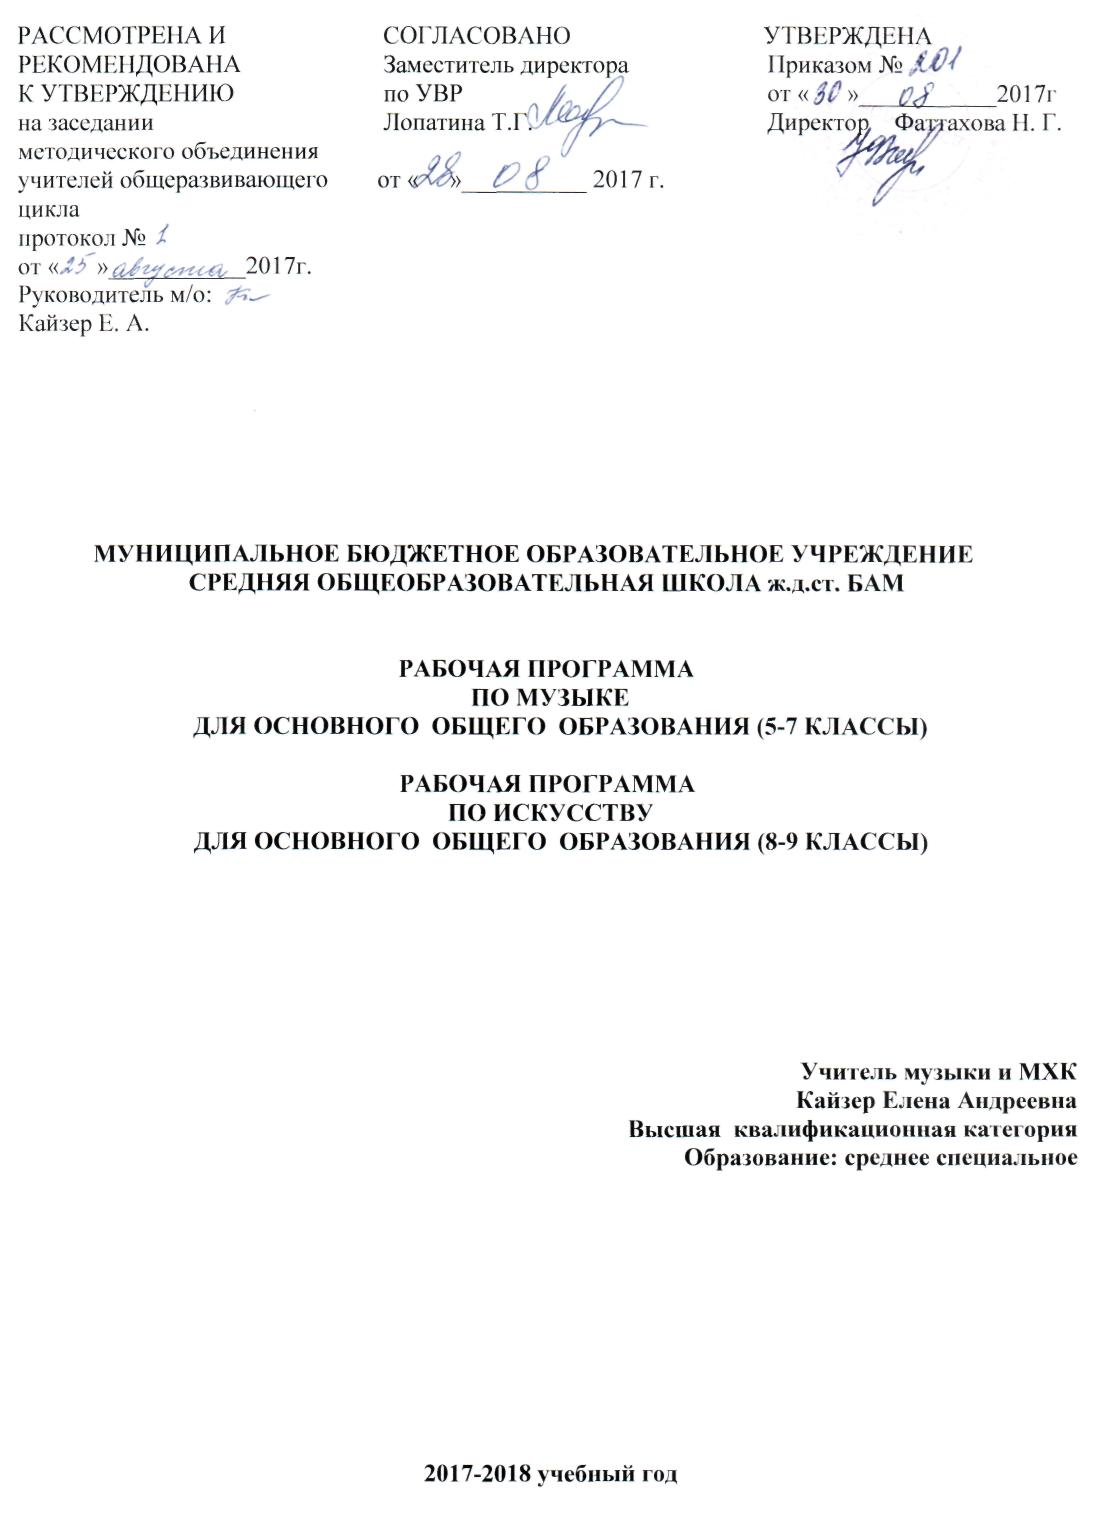 РАССМОТРЕНА И
РЕКОМЕНДОВАНА
К УТВЕРЖДЕНИЮ
на заседании
методического объединения
учителей общеразвивающего
цикла
протокол № 1
от «25 »августа 2017г.
Руководитель м/о:
Кайзер Е. А.
СОГЛАСОВАНО
Заместитель директора
по УВР
Лопатина Т.Г.
от «28»___08___ 2017 г.
УТВЕРЖДЕНА
Приказом № 201
от « 30 »___08______2017г
Директор Фаттахова Н. Г.
МУНИЦИПАЛЬНОЕ БЮДЖЕТНОЕ ОБРАЗОВАТЕЛЬНОЕ УЧРЕЖДЕНИЕ
СРЕДНЯЯ ОБЩЕОБРАЗОВАТЕЛЬНАЯ ШКОЛА ж.д.ст. БАМ
РАБОЧАЯ ПРОГРАММА
ПО МУЗЫКЕ
ДЛЯ ОСНОВНОГО ОБЩЕГО ОБРАЗОВАНИЯ (5-7 КЛАССЫ)
РАБОЧАЯ ПРОГРАММА
ПО ИСКУССТВУ
ДЛЯ ОСНОВНОГО ОБЩЕГО ОБРАЗОВАНИЯ (8-9 КЛАССЫ)
Учитель музыки и МХК
Кайзер Елена Андреевна
Высшая квалификационная категория
Образование: среднее специальное
2017-2018 учебный год